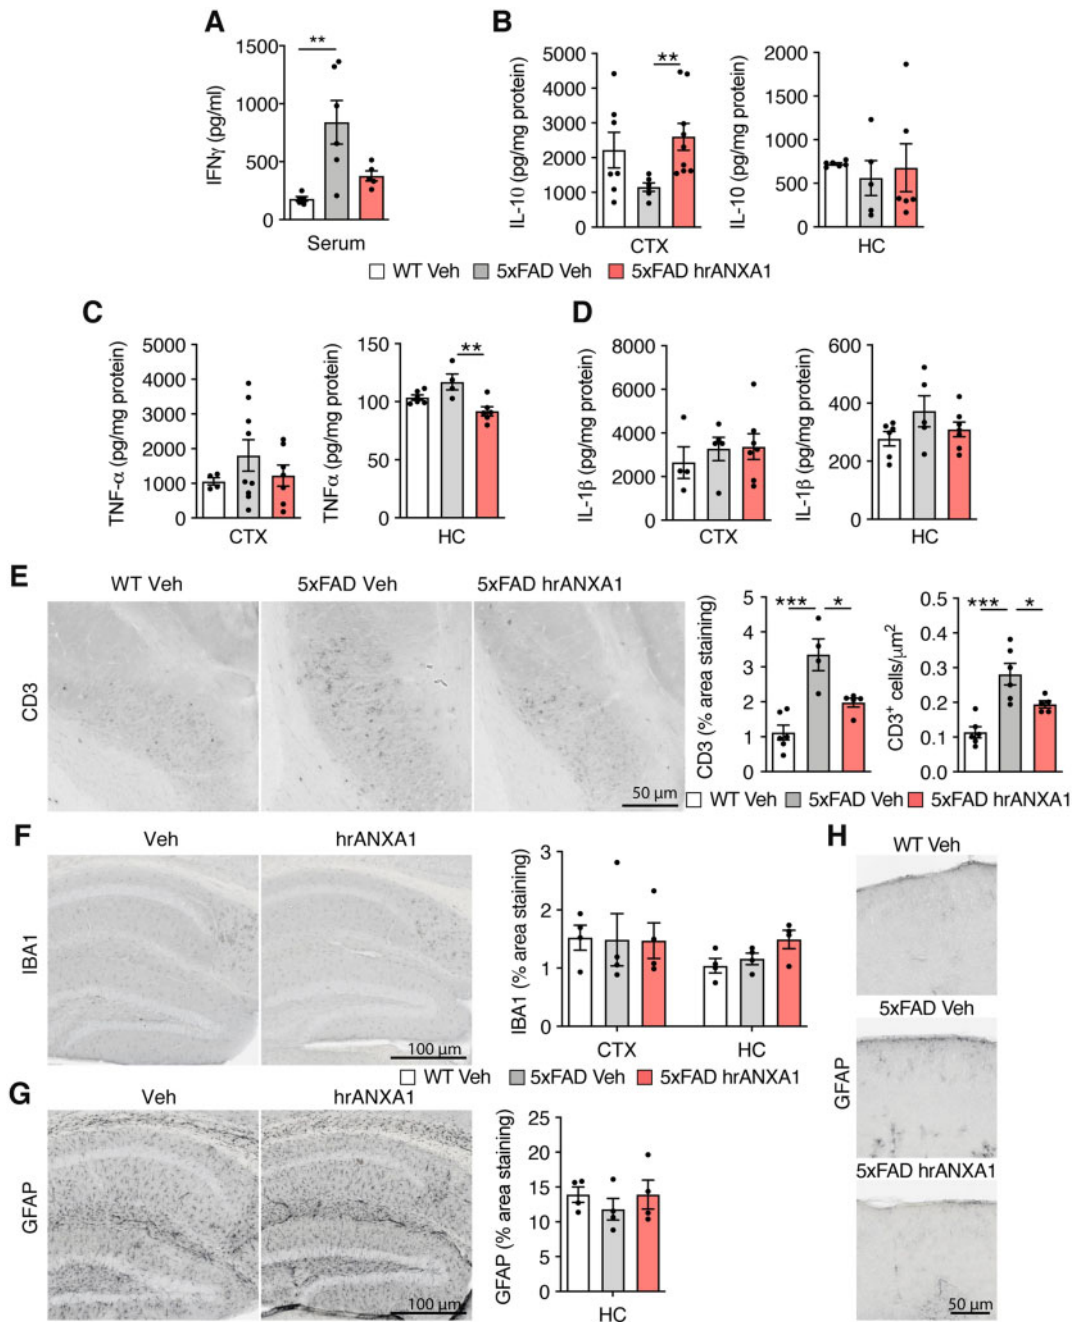 A
IFNγ (pg/ml)
1500
1000
500
0
**
Serum
B
IL-10 (pg/mg protein)
5000
4000
3000
2000
1000
0
**
CTX
IL-10 (pg/mg protein)
2000
1500
1000
500
0
HC
WT Veh 5xFAD Veh 5xFAD hrANXA1
C
TNF-α (pg/mg protein)
5000
4000
3000
2000
1000
0
CTX
TNFα (pg/mg protein)
150
100
50
0
**
HC
D
IL-1β (pg/mg protein)
8000
6000
4000
2000
0
CTX
IL-1β (pg/mg protein)
600
400
200
0
HC
E
WT Veh 5xFAD Veh 5xFAD hrANXA1
CD3
50 µm
CD3 (% area staining)
5
4
3
2
1
0
*** *
CD3⁺ cells/µm²
0.5
0.4
0.3
0.2
0.1
0.0
*** *
WT Veh 5xFAD Veh 5xFAD hrANXA1
F
Veh hrANXA1
IBA1
100 µm
IBA1 (% area staining)
3
2
1
0
CTX HC
WT Veh 5xFAD Veh 5xFAD hrANXA1
G
Veh hrANXA1
GFAP
100 µm
GFAP (% area staining)
25
20
15
10
5
0
HC
H
WT Veh
5xFAD Veh
GFAP
5xFAD hrANXA1
50 µm